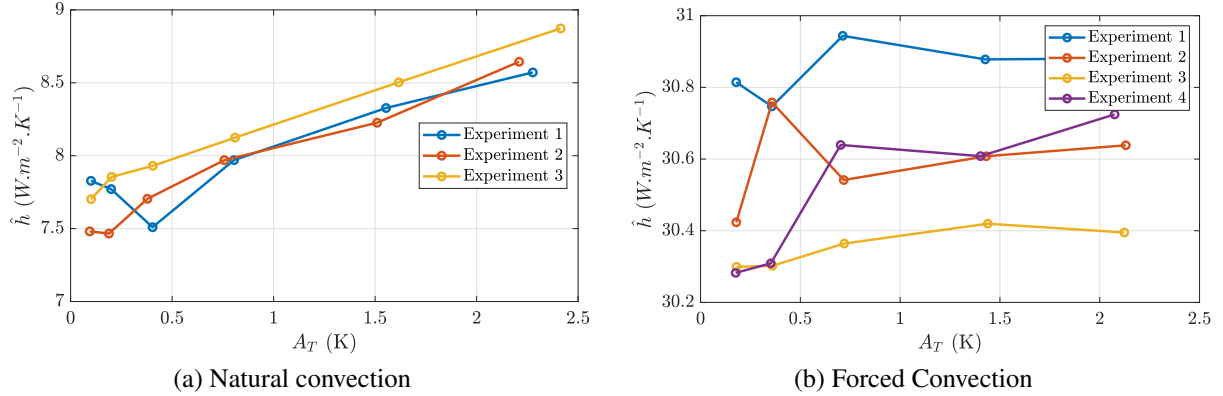 9
8.5
8
7.5
7
ĥ (W.m⁻².K⁻¹)
Experiment 1
Experiment 2
Experiment 3
0 0.5 1 1.5 2 2.5
A_T (K)
(a) Natural convection
31
30.8
30.6
30.4
30.2
ĥ (W.m⁻².K⁻¹)
Experiment 1
Experiment 2
Experiment 3
Experiment 4
0 0.5 1 1.5 2 2.5
A_T (K)
(b) Forced Convection